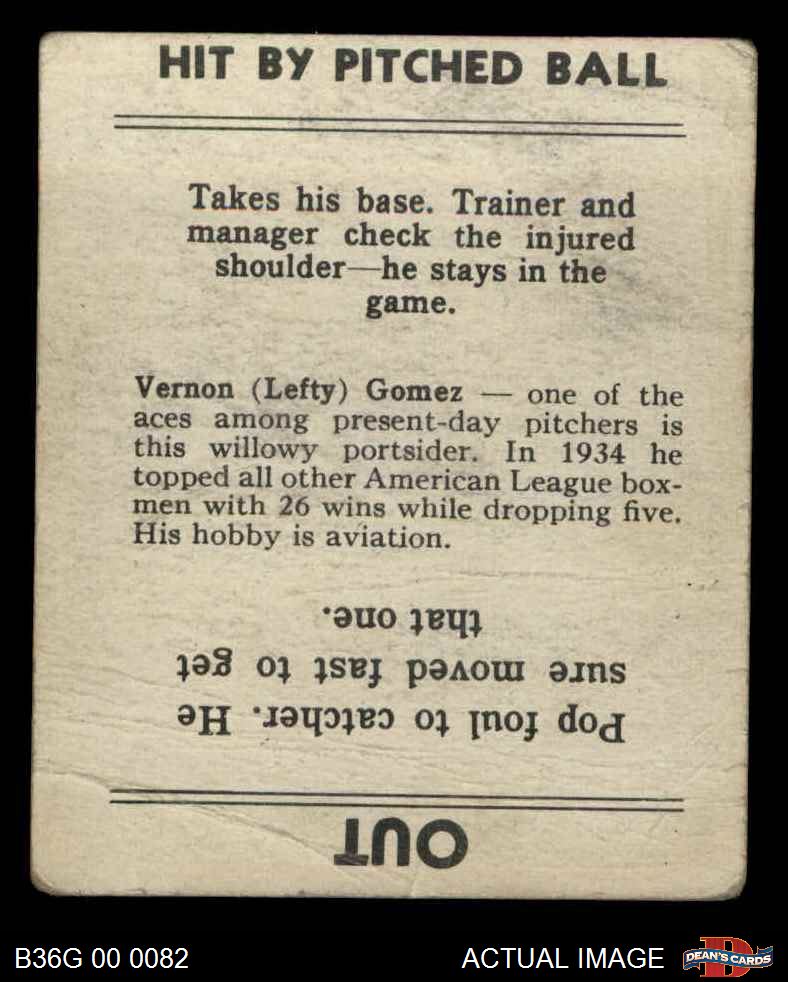 HIT BY PITCHED BALL
Takes his base. Trainer and
manager check the injured
shoulder—he stays in the
game.
Vernon (Lefty) Gomez — one of the
aces among present-day pitchers is
this willowy portsider. In 1934 he
topped all other American League box-
men with 26 wins while dropping five.
His hobby is aviation.
OUT
Pop foul to catcher. He
sure moved fast to get
that one.
B36G 00 0082
ACTUAL IMAGE
D
DEAN'S CARDS